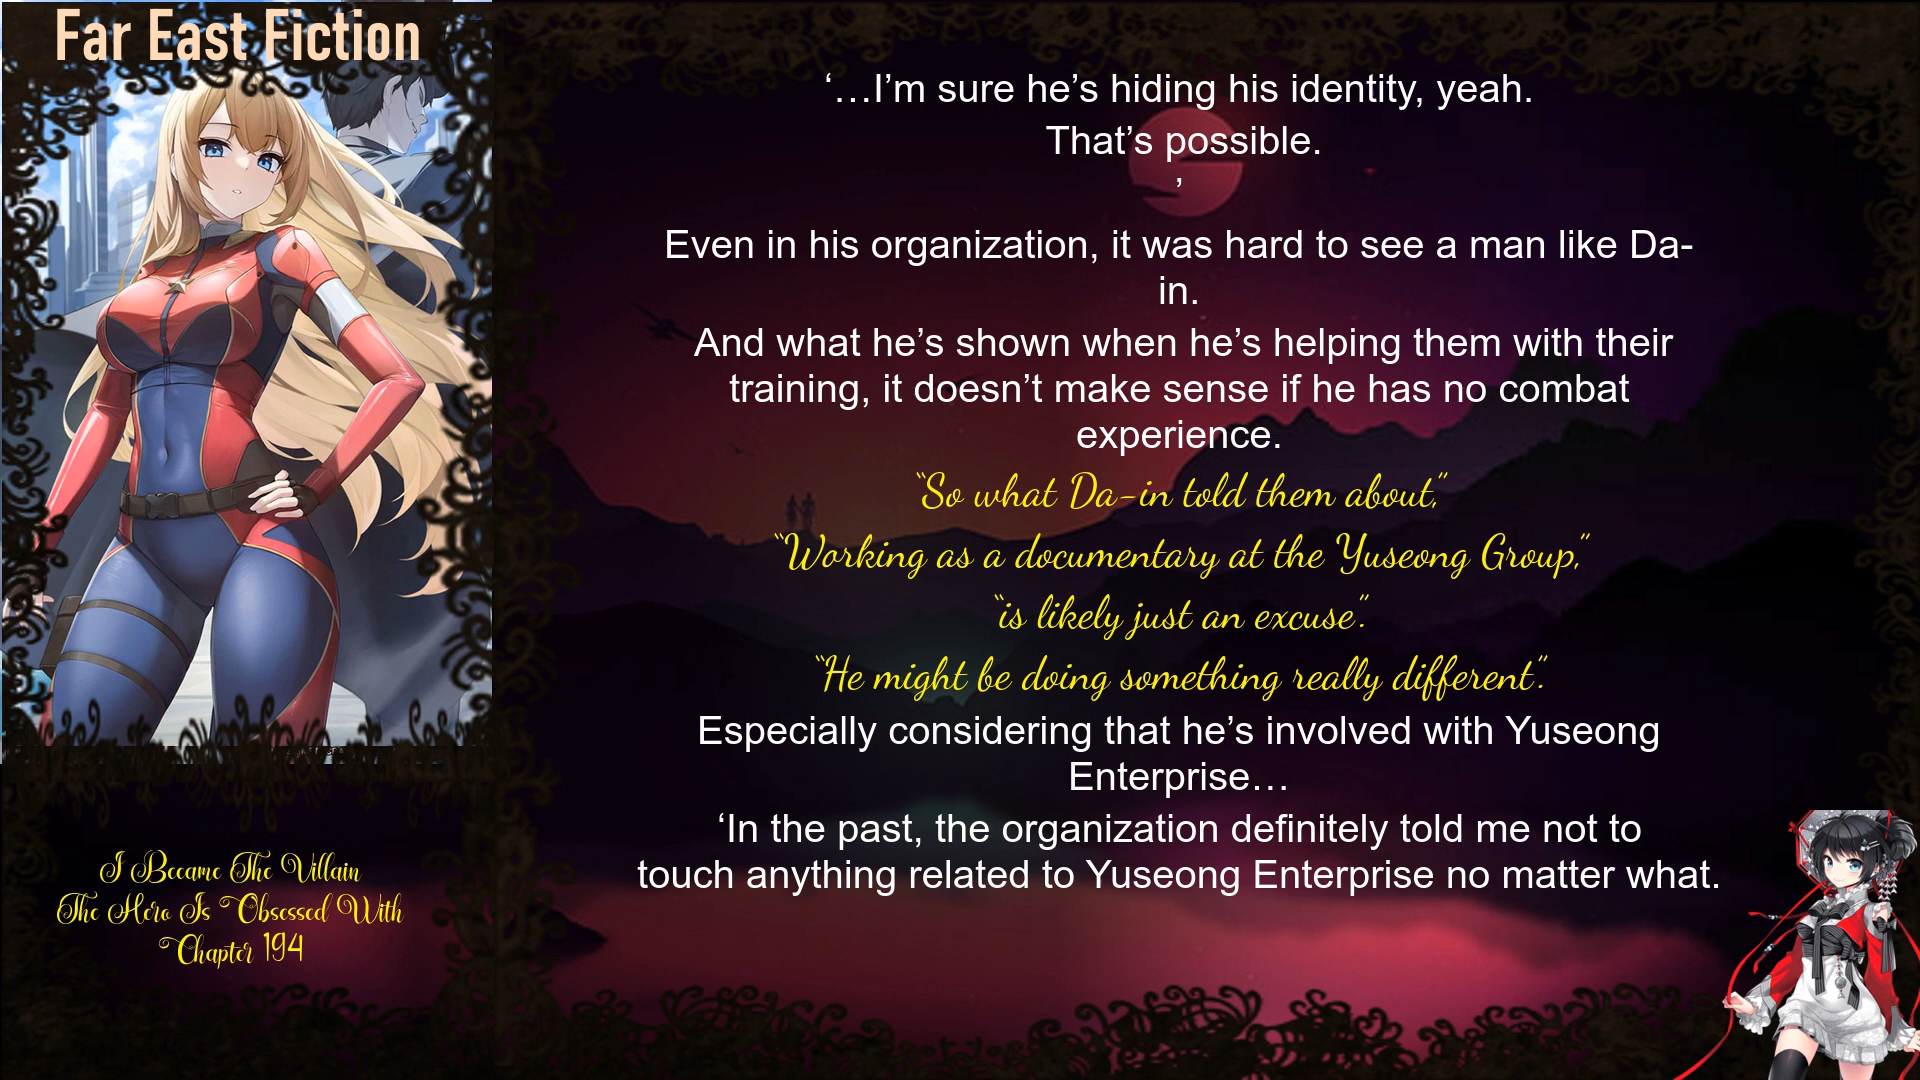 Far East Fiction
‘…I’m sure he’s hiding his identity, yeah.
That’s possible.
’
Even in his organization, it was hard to see a man like Da-
in.
And what he’s shown when he’s helping them with their
training, it doesn’t make sense if he has no combat
experience.
“So what Da-in told them about,”
“Working as a documentary at the Yuseong Group,”
“is likely just an excuse”.
“He might be doing something really different”.
Especially considering that he’s involved with Yuseong
Enterprise…
‘In the past, the organization definitely told me not to
touch anything related to Yuseong Enterprise no matter what.
I Became The Villain
The Hero Is Obsessed With
Chapter 194